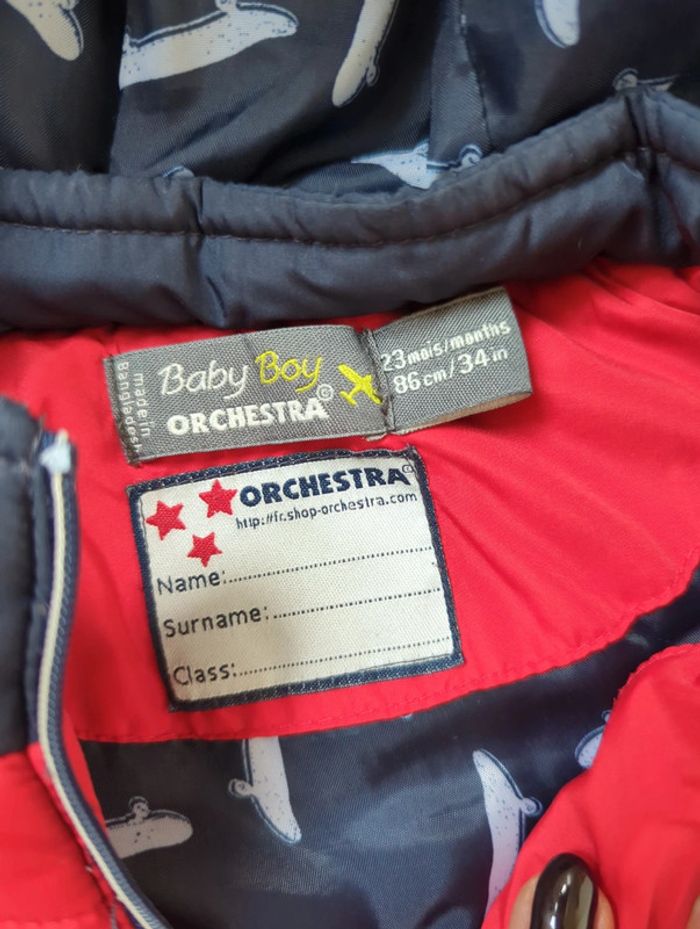 made in
Bangladesh
Baby Boy
ORCHESTRA®
23 mois/months
86 cm/34 in
ORCHESTRA®
http://fr.shop-orchestra.com
Name:
Surname:
Class: